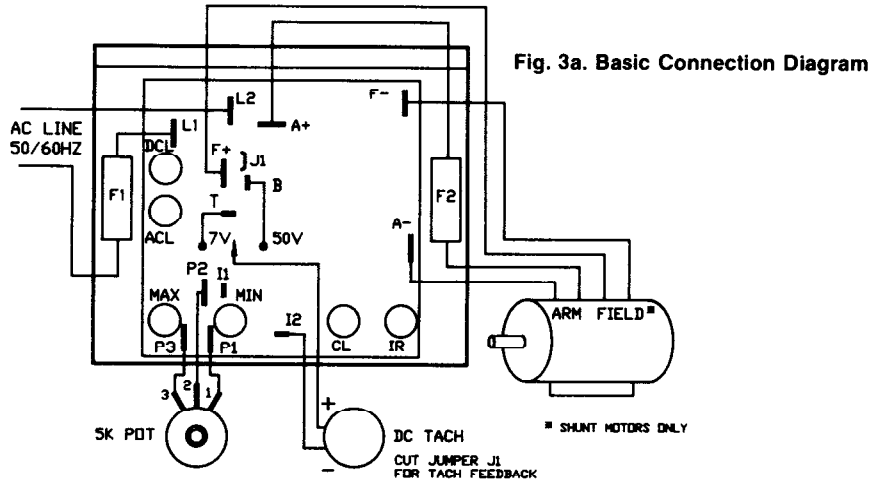 Fig. 3a. Basic Connection Diagram
L2
F-
A+
AC LINE
50/60HZ
L1
DCL
F+
J1
B
F1
F2
T
ACL
7V
50V
A-
P2
I1
MAX
MIN
I2
ARM FIELD*
P3
P1
CL
IR
3
2
1
5K POT
+
-
DC TACH
CUT JUMPER J1
FOR TACH FEEDBACK
* SHUNT MOTORS ONLY